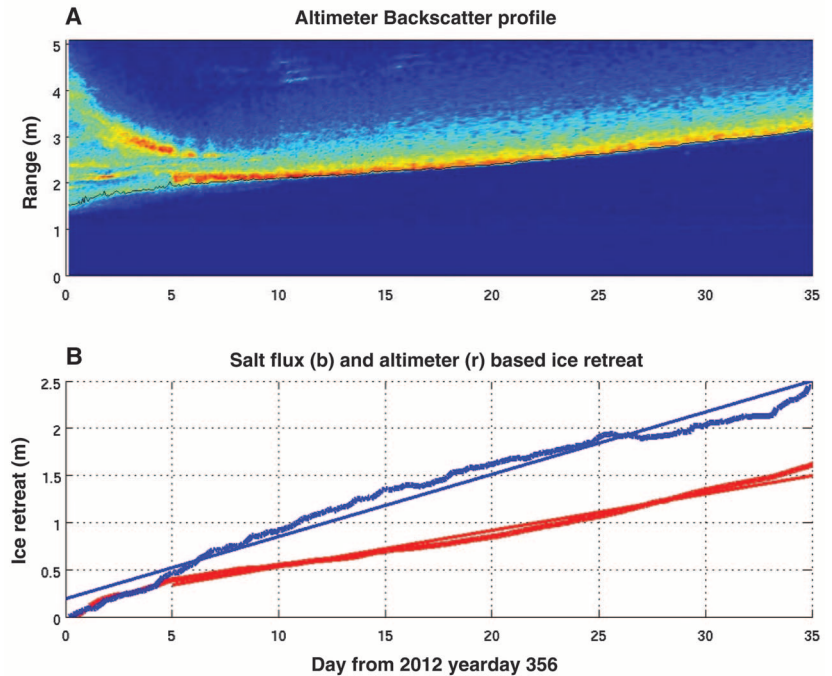 A
Altimeter Backscatter profile
5
4
3
2
1
0
Range (m)
0 5 10 15 20 25 30 35
B
Salt flux (b) and altimeter (r) based ice retreat
2.5
2
1.5
1
0.5
0
Ice retreat (m)
0 5 10 15 20 25 30 35
Day from 2012 yearday 356